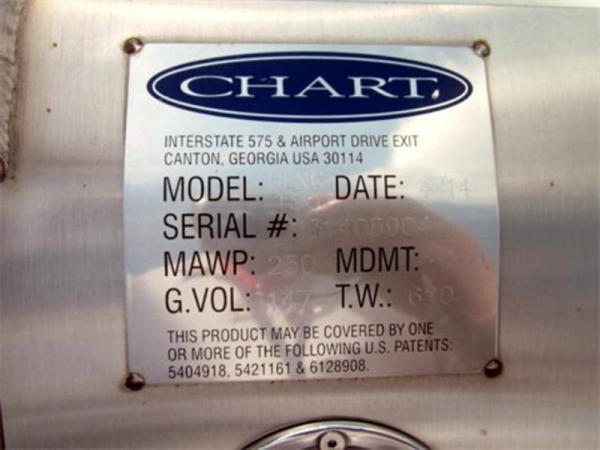 CHART
INTERSTATE 575 & AIRPORT DRIVE EXIT
CANTON, GEORGIA USA 30114
MODEL: DATE:
SERIAL #:
MAWP: 230 MDMT:
G.VOL: 147 T.W.:
THIS PRODUCT MAY BE COVERED BY ONE
OR MORE OF THE FOLLOWING U.S. PATENTS:
5404918, 5421161 & 6128908.